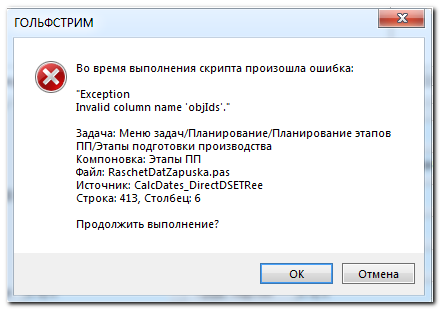 ГОЛЬФСТРИМ
Во время выполнения скрипта произошла ошибка:
"Exception
Invalid column name 'objIds'."
Задача: Меню задач/Планирование/Планирование этапов
ПП/Этапы подготовки производства
Компоновка: Этапы ПП
Файл: RaschetDatZapuska.pas
Источник: CalcDates_DirectDSETRee
Строка: 413, Столбец: 6
Продолжить выполнение?
ОК
Отмена